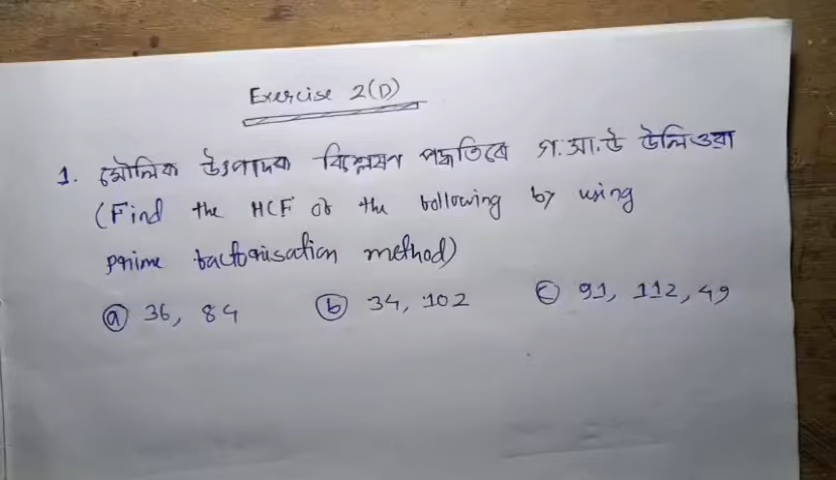 Exercise 2(D)
1. মৌলিক উৎপাদক বিশ্লেষণ পদ্ধতিৰে গ.সা.উ উলিওৱা
(Find the HCF of the following by using
prime factorisation method)
ⓐ 36, 84 ⓑ 34, 102 ⓒ 91, 112, 49